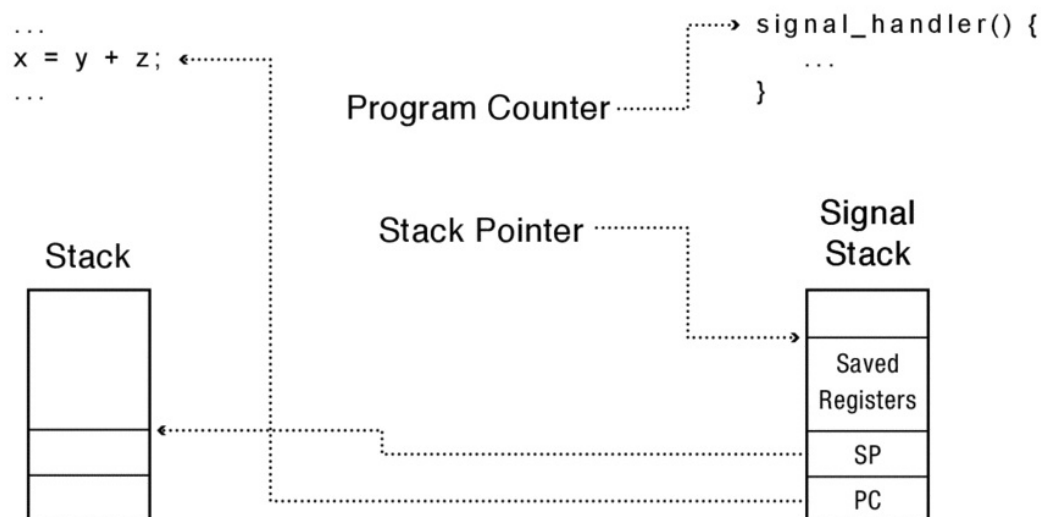 ...
x = y + z;
...
signal_handler() {
...
}
Program Counter
Stack Pointer
Stack
Signal
Stack
Saved
Registers
SP
PC